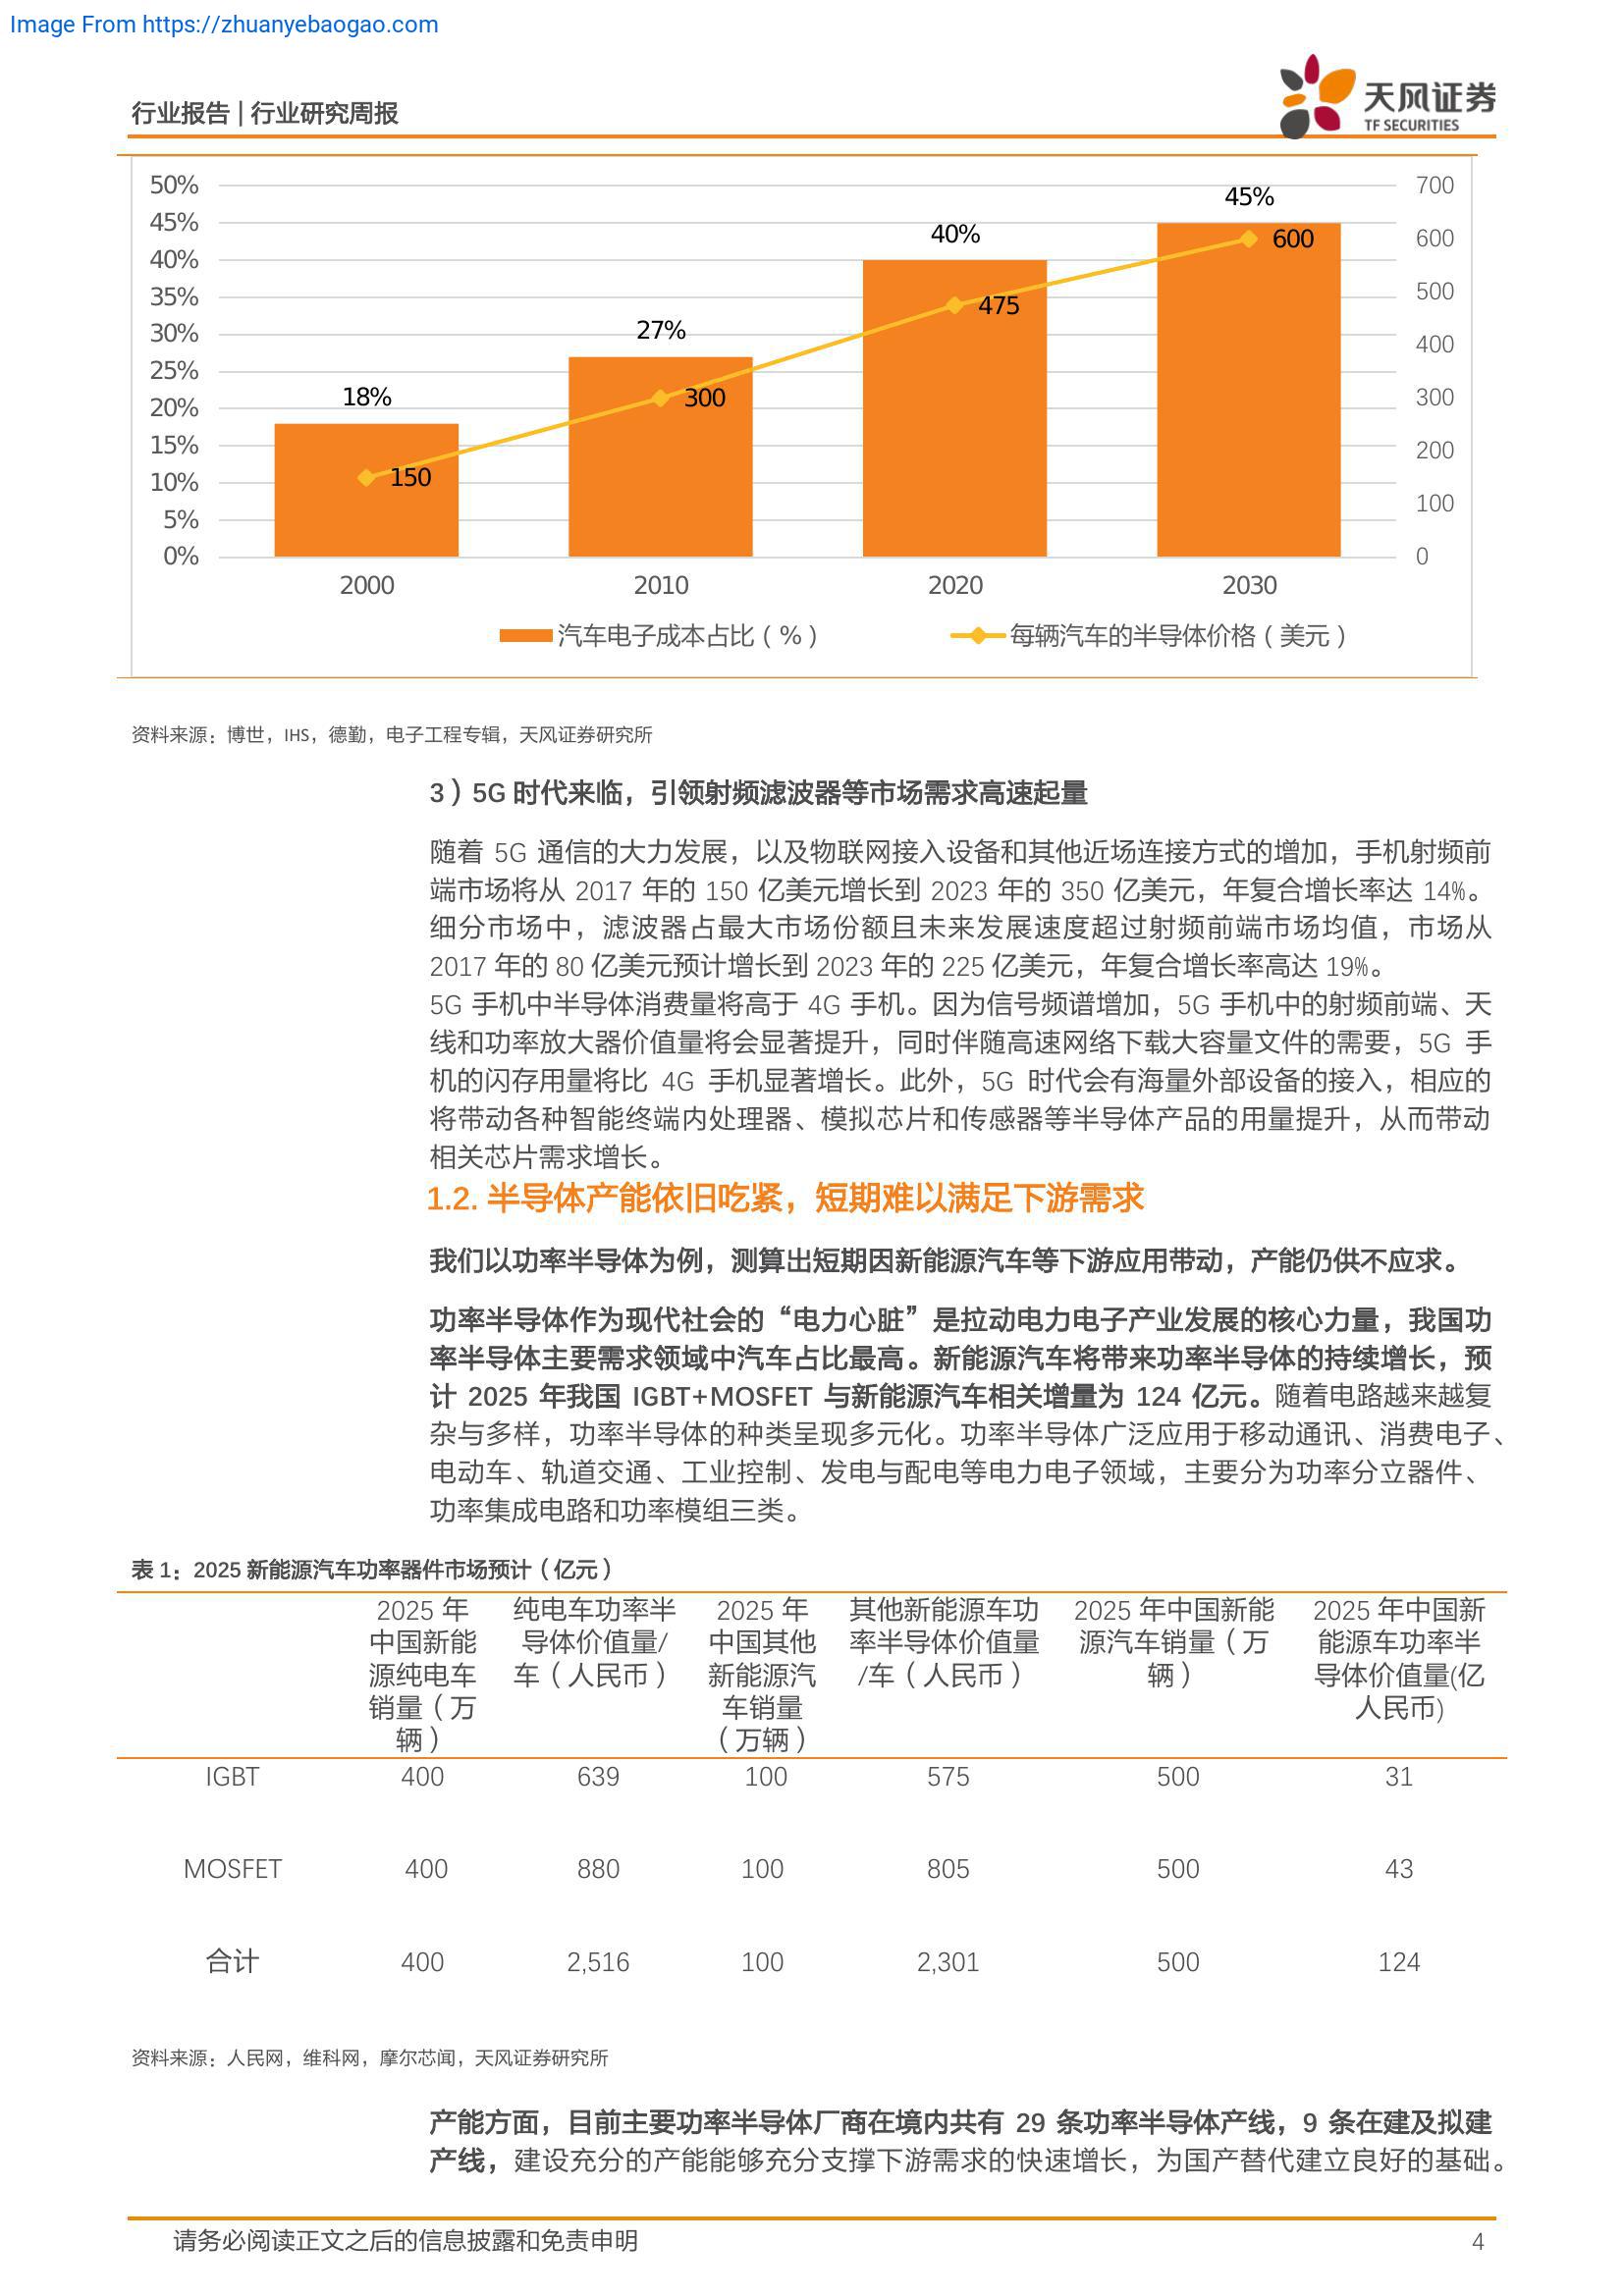 Image From https://zhuanyebaogao.com
行业报告 | 行业研究周报
天风证券
TF SECURITIES
50%
45%
40%
35%
30%
25%
20%
15%
10%
5%
0%
700
600
500
400
300
200
100
0
18%
27%
40%
45%
150
300
475
600
2000 2010 2020 2030
汽车电子成本占比（%） 每辆汽车的半导体价格（美元）
资料来源：博世，IHS，德勤，电子工程专辑，天风证券研究所
3）5G 时代来临，引领射频滤波器等市场需求高速起量
随着 5G 通信的大力发展，以及物联网接入设备和其他近场连接方式的增加，手机射频前
端市场将从 2017 年的 150 亿美元增长到 2023 年的 350 亿美元，年复合增长率达 14%。
细分市场中，滤波器占最大市场份额且未来发展速度超过射频前端市场均值，市场从
2017 年的 80 亿美元预计增长到 2023 年的 225 亿美元，年复合增长率高达 19%。
5G 手机中半导体消费量将高于 4G 手机。因为信号频谱增加，5G 手机中的射频前端、天
线和功率放大器价值量将会显著提升，同时伴随高速网络下载大容量文件的需要，5G 手
机的闪存用量将比 4G 手机显著增长。此外，5G 时代会有海量外部设备的接入，相应的
将带动各种智能终端内处理器、模拟芯片和传感器等半导体产品的用量提升，从而带动
相关芯片需求增长。
1.2. 半导体产能依旧吃紧，短期难以满足下游需求
我们以功率半导体为例，测算出短期因新能源汽车等下游应用带动，产能仍供不应求。
功率半导体作为现代社会的“电力心脏”是拉动电力电子产业发展的核心力量，我国功
率半导体主要需求领域中汽车占比最高。新能源汽车将带来功率半导体的持续增长，预
计 2025 年我国 IGBT+MOSFET 与新能源汽车相关增量为 124 亿元。随着电路越来越复
杂与多样，功率半导体的种类呈现多元化。功率半导体广泛应用于移动通讯、消费电子、
电动车、轨道交通、工业控制、发电与配电等电力电子领域，主要分为功率分立器件、
功率集成电路和功率模组三类。
表 1：2025 新能源汽车功率器件市场预计（亿元）
2025 年 纯电车功率半 2025 年 其他新能源车功 2025 年中国新能 2025 年中国新
中国新能 导体价值量/ 中国其他 率半导体价值量 源汽车销量（万 能源车功率半
源纯电车 车（人民币） 新能源汽 /车（人民币） 辆） 导体价值量(亿
销量（万 车销量 人民币)
辆） （万辆）
IGBT 400 639 100 575 500 31
MOSFET 400 880 100 805 500 43
合计 400 2,516 100 2,301 500 124
资料来源：人民网，维科网，摩尔芯闻，天风证券研究所
产能方面，目前主要功率半导体厂商在境内共有 29 条功率半导体产线，9 条在建及拟建
产线，建设充分的产能能够充分支撑下游需求的快速增长，为国产替代建立良好的基础。
请务必阅读正文之后的信息披露和免责申明 4